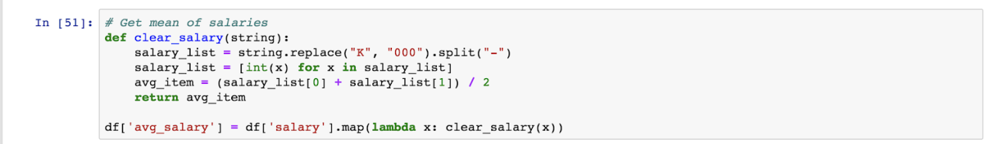 In [51]: # Get mean of salaries
def clear_salary(string):
    salary_list = string.replace("K", "000").split("-")
    salary_list = [int(x) for x in salary_list]
    avg_item = (salary_list[0] + salary_list[1]) / 2
    return avg_item

df['avg_salary'] = df['salary'].map(lambda x: clear_salary(x))